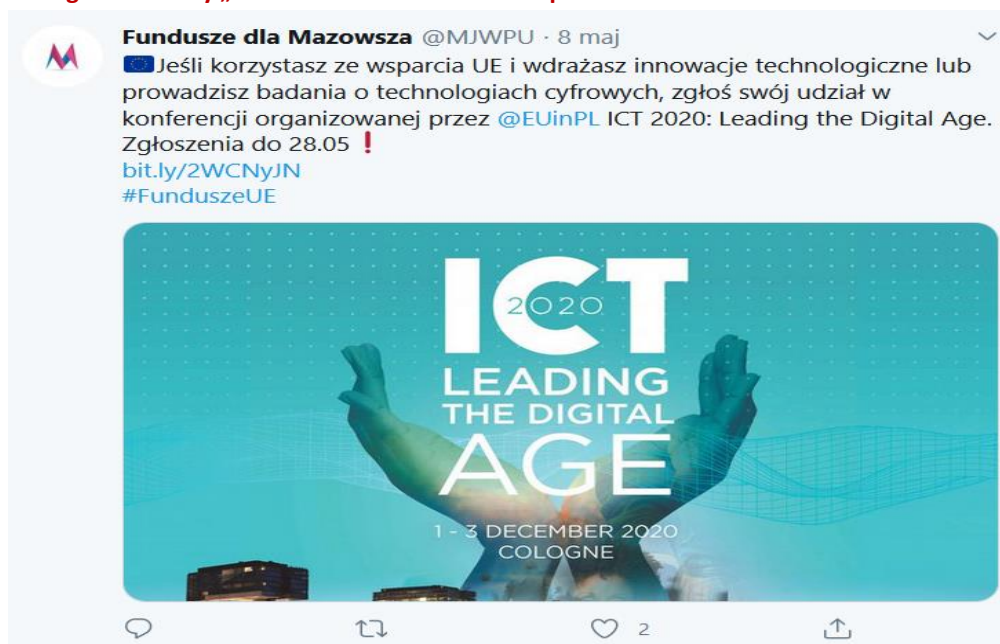 Fundusze dla Mazowsza @MJWPU · 8 maj
Jeśli korzystasz ze wsparcia UE i wdrażasz innowacje technologiczne lub
prowadzisz badania o technologiach cyfrowych, zgłoś swój udział w
konferencji organizowanej przez @EUinPL ICT 2020: Leading the Digital Age.
Zgłoszenia do 28.05❗
bit.ly/2WCNyJN
#FunduszeUE
ICT
2020
LEADING
THE DIGITAL
AGE
1 - 3 DECEMBER 2020
COLOGNE
2